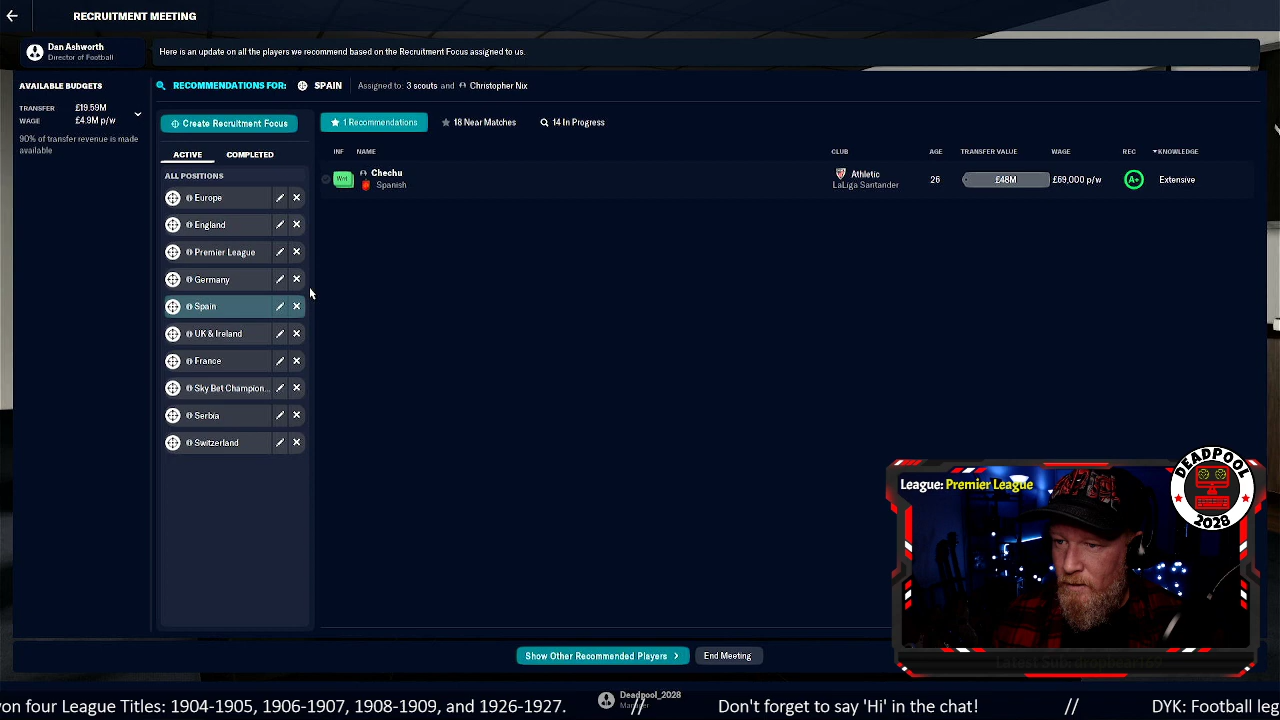 RECRUITMENT MEETING
Dan Ashworth
Director of Football
Here is an update on all the players we recommend based on the Recruitment Focus assigned to us.
AVAILABLE BUDGETS
TRANSFER £19.59M
WAGE £4.9M p/w
90% of transfer revenue is made
available
RECOMMENDATIONS FOR: SPAIN Assigned to: 3 scouts and Christopher Nix
Create Recruitment Focus
1 Recommendations 18 Near Matches 14 In Progress
ACTIVE COMPLETED
ALL POSITIONS
Europe
England
Premier League
Germany
Spain
UK & Ireland
France
Sky Bet Champion...
Serbia
Switzerland
INF NAME CLUB AGE TRANSFER VALUE WAGE REC KNOWLEDGE
Wnt Chechu Athletic 26 £48M £69,000 p/w A+ Extensive
Spanish LaLiga Santander
League: Premier League
DEADPOOL
2028
Latest Sub: dropbear169
Show Other Recommended Players End Meeting
Deadpool_2028
Manager
von four League Titles: 1904-1905, 1906-1907, 1908-1909, and 1926-1927. // Don't forget to say 'Hi' in the chat! // DYK: Football leg